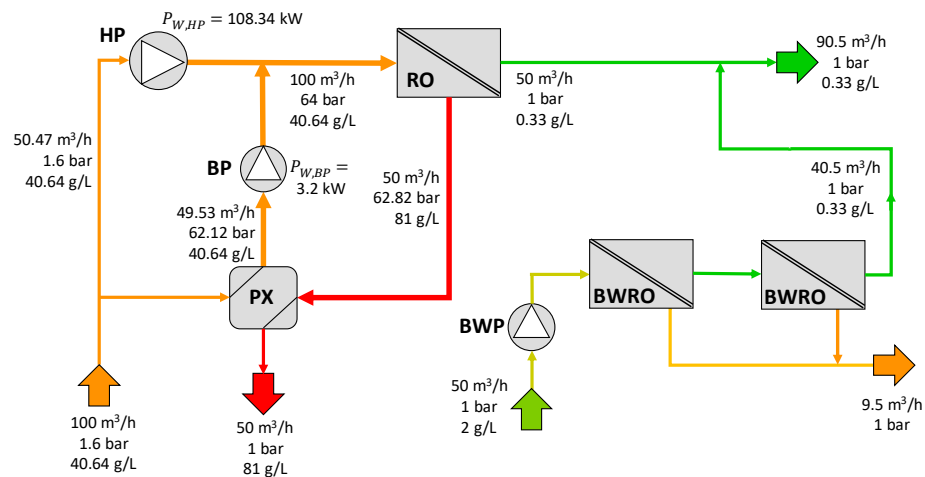 P_W,HP = 108.34 kW
HP
RO
100 m³/h
64 bar
40.64 g/L
50 m³/h
1 bar
0.33 g/L
90.5 m³/h
1 bar
0.33 g/L
50.47 m³/h
1.6 bar
40.64 g/L
BP
P_W,BP =
3.2 kW
50 m³/h
62.82 bar
81 g/L
40.5 m³/h
1 bar
0.33 g/L
49.53 m³/h
62.12 bar
40.64 g/L
PX
BWRO
BWRO
BWP
50 m³/h
1 bar
2 g/L
9.5 m³/h
1 bar
100 m³/h
1.6 bar
40.64 g/L
50 m³/h
1 bar
81 g/L